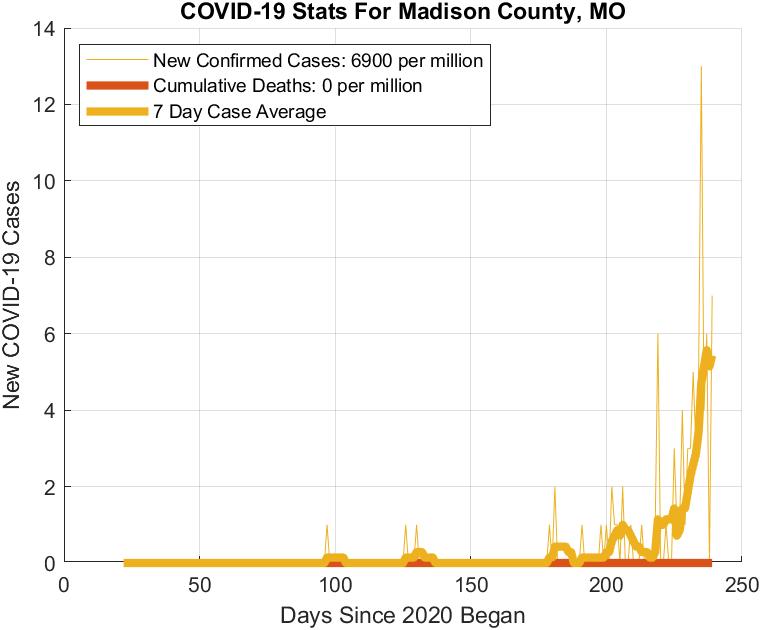 COVID-19 Stats For Madison County, MO
14
12
10
8
6
4
2
0
New COVID-19 Cases
New Confirmed Cases: 6900 per million
Cumulative Deaths: 0 per million
7 Day Case Average
0 50 100 150 200 250
Days Since 2020 Began